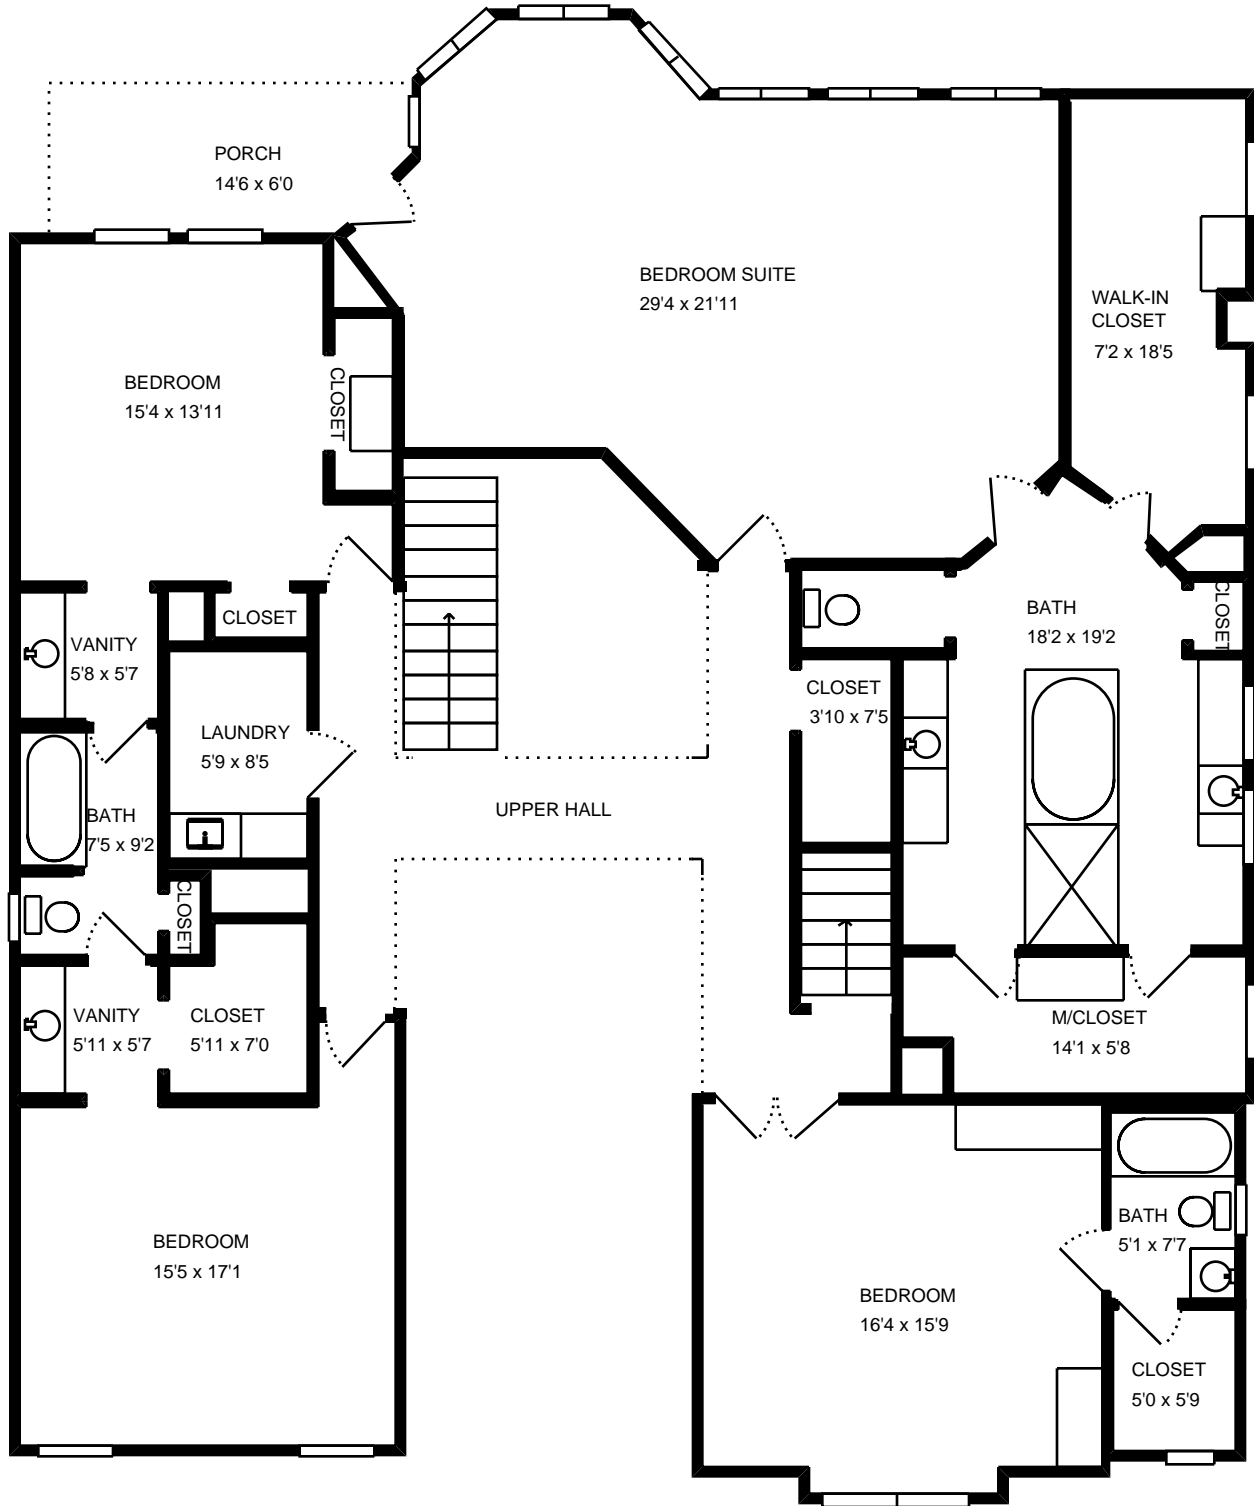 PORCH
14'6 x 6'0
BEDROOM SUITE
29'4 x 21'11
WALK-IN
CLOSET
7'2 x 18'5
BEDROOM
15'4 x 13'11
CLOSET
CLOSET
VANITY
5'8 x 5'7
LAUNDRY
5'9 x 8'5
BATH
7'5 x 9'2
CLOSET
VANITY
5'11 x 5'7
CLOSET
5'11 x 7'0
UPPER HALL
CLOSET
3'10 x 7'5
BATH
18'2 x 19'2
CLOSET
M/CLOSET
14'1 x 5'8
BEDROOM
15'5 x 17'1
BEDROOM
16'4 x 15'9
BATH
5'1 x 7'7
CLOSET
5'0 x 5'9